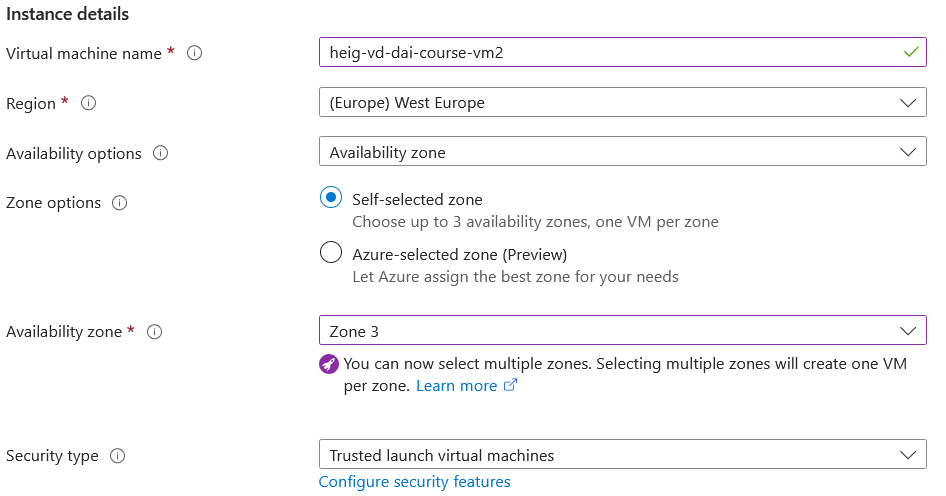 Instance details
Virtual machine name *
heig-vd-dai-course-vm2
Region *
(Europe) West Europe
Availability options
Availability zone
Zone options
Self-selected zone
Choose up to 3 availability zones, one VM per zone
Azure-selected zone (Preview)
Let Azure assign the best zone for your needs
Availability zone *
Zone 3
You can now select multiple zones. Selecting multiple zones will create one VM
per zone. Learn more
Security type
Trusted launch virtual machines
Configure security features